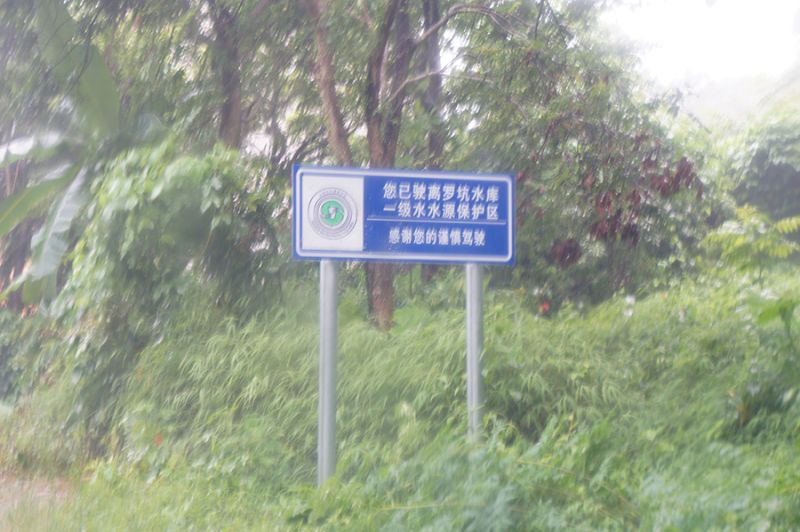 您已驶离罗坑水库
一级水水源保护区
感谢您的谨慎驾驶